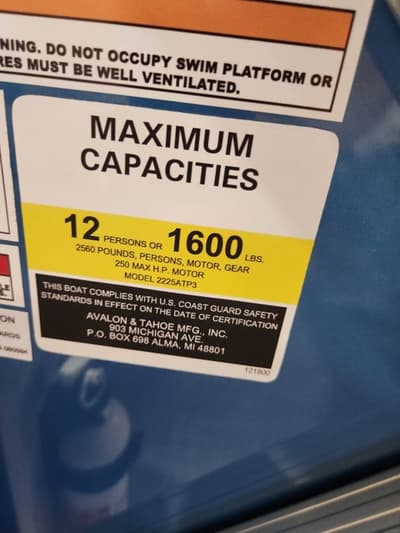 NING. DO NOT OCCUPY SWIM PLATFORM OR
RES MUST BE WELL VENTILATED.
MAXIMUM
CAPACITIES
12 PERSONS OR 1600 LBS.
2560 POUNDS, PERSONS, MOTOR, GEAR
250 MAX H.P. MOTOR
MODEL 2225ATP3
THIS BOAT COMPLIES WITH U.S. COAST GUARD SAFETY
STANDARDS IN EFFECT ON THE DATE OF CERTIFICATION
AVALON & TAHOE MFG., INC.
903 MICHIGAN AVE.
P.O. BOX 698 ALMA, MI 48801
121800
ON